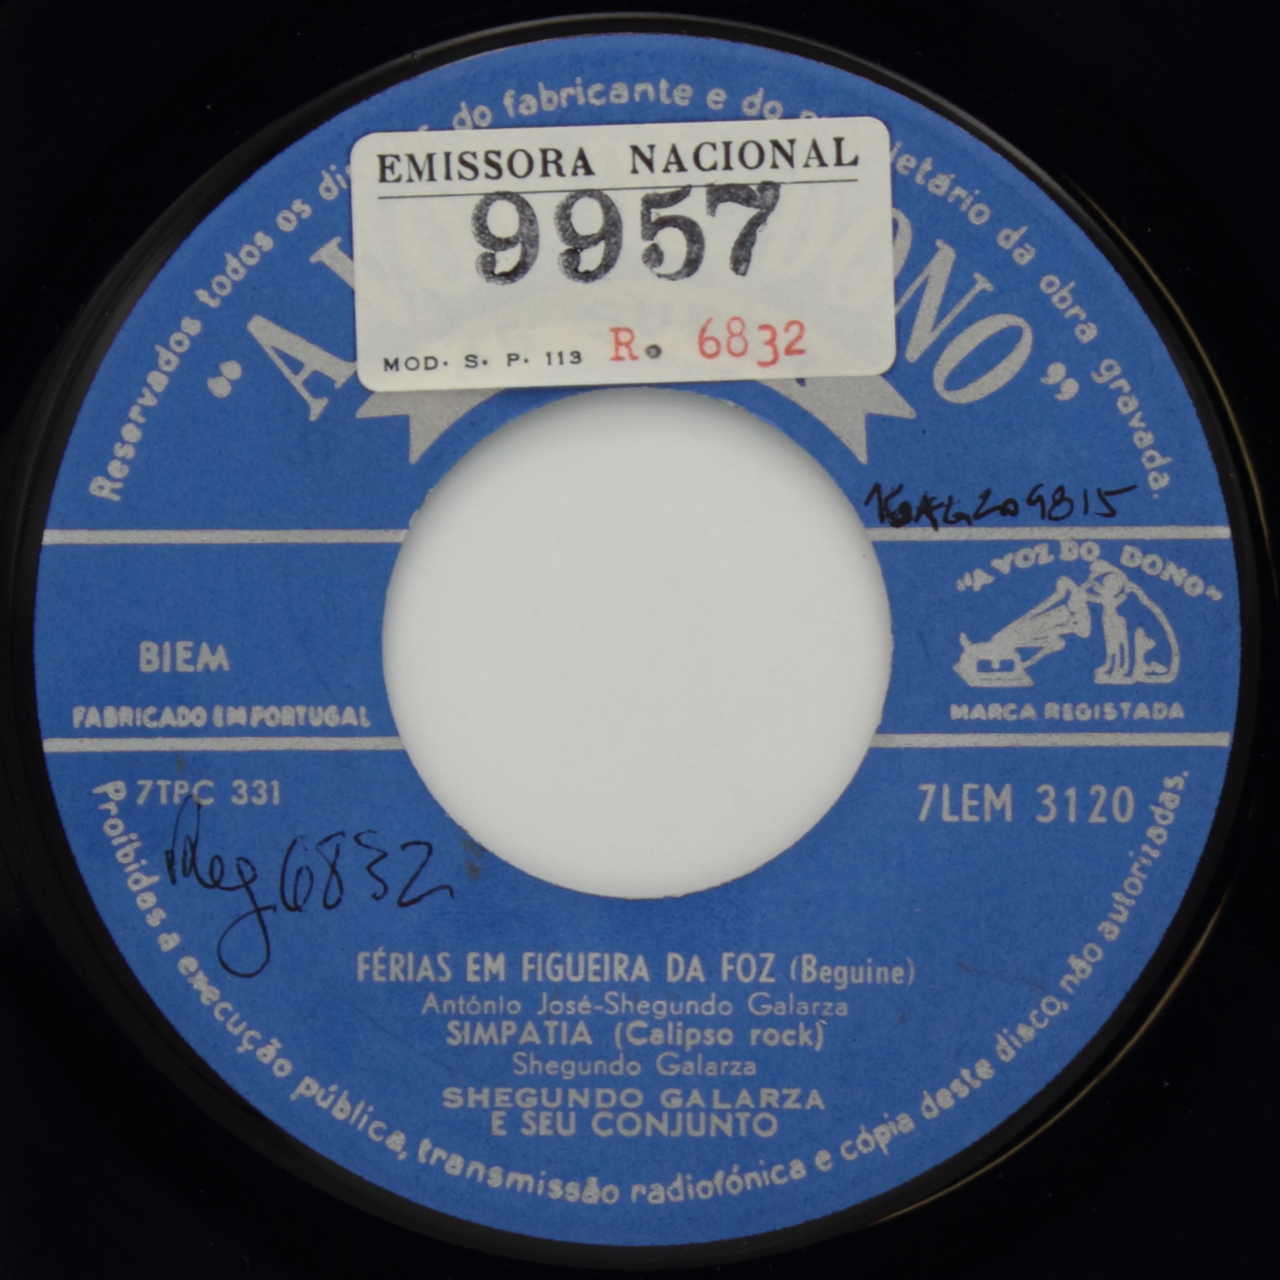 Reservados todos os do fabricante e do da obra gravada.
EMISSORA NACIONAL
9957
MOD. S. P. 113 R. 6832
"A DONO"
"A VOZ DO DONO"
BIEM
FABRICADO EM PORTUGAL
MARCA REGISTADA
7TPC 331
7LEM 3120
Reg 6832
FÉRIAS EM FIGUEIRA DA FOZ (Beguine)
António José-Shegundo Galarza
SIMPATIA (Calipso rock)
Shegundo Galarza
SHEGUNDO GALARZA
E SEU CONJUNTO
Proibidas a execução pública, transmissão radiofónica e cópia deste disco, não autorizadas.